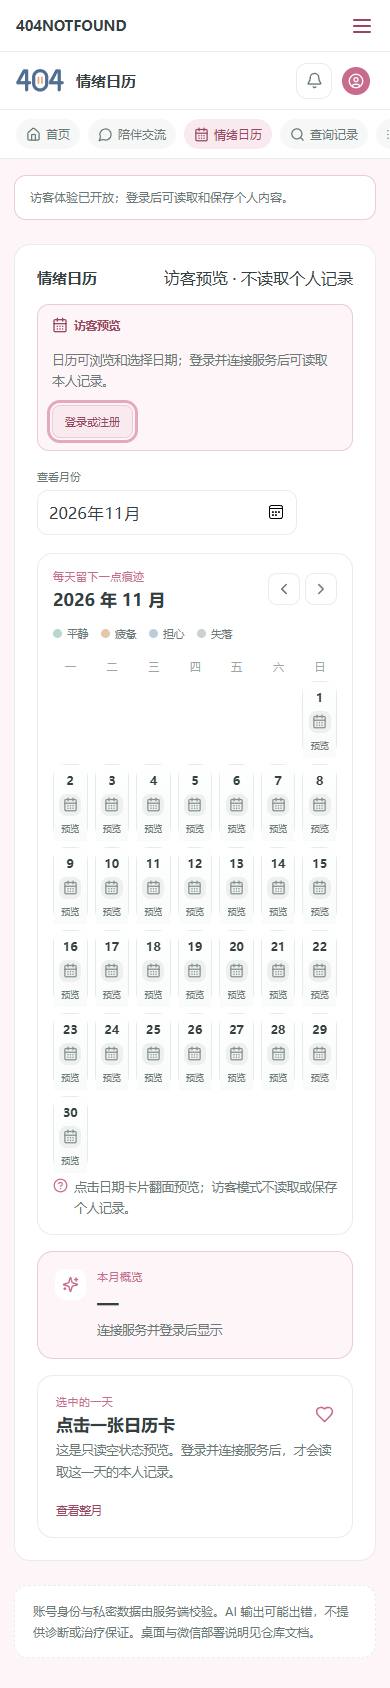 404NOTFOUND
404 情绪日历
首页 陪伴交流 情绪日历 查询记录
访客体验已开放；登录后可读取和保存个人内容。
情绪日历 访客预览 · 不读取个人记录
访客预览
日历可浏览和选择日期；登录并连接服务后可读取
本人记录。
登录或注册
查看月份
2026年11月
每天留下一点痕迹
2026 年 11 月
平静 疲惫 担心 失落
一 二 三 四 五 六 日
1
预览
2 3 4 5 6 7 8
预览 预览 预览 预览 预览 预览 预览
9 10 11 12 13 14 15
预览 预览 预览 预览 预览 预览 预览
16 17 18 19 20 21 22
预览 预览 预览 预览 预览 预览 预览
23 24 25 26 27 28 29
预览 预览 预览 预览 预览 预览 预览
30
预览
点击日期卡片翻面预览；访客模式不读取或保存
个人记录。
本月概览
—
连接服务并登录后显示
选中的一天
点击一张日历卡
这是只读空状态预览。登录并连接服务后，才会读
取这一天的本人记录。
查看整月
账号身份与私密数据由服务端校验。AI 输出可能出错，不提
供诊断或治疗保证。桌面与微信部署说明见仓库文档。